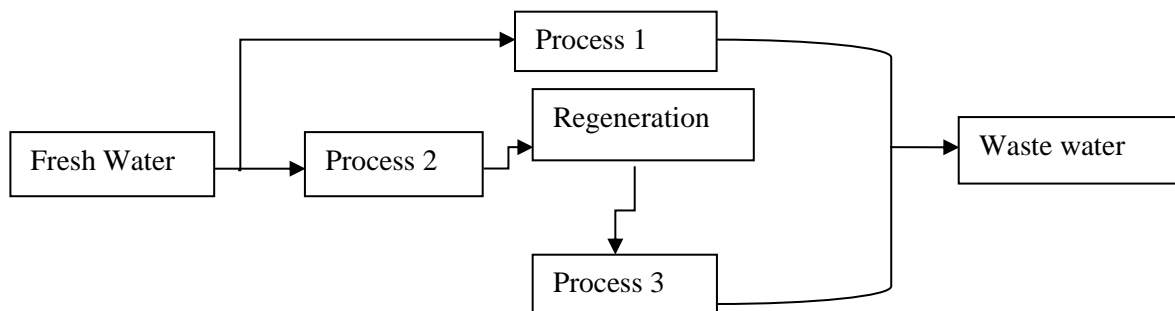 Process 1
Regeneration
Fresh Water
Process 2
Waste water
Process 3